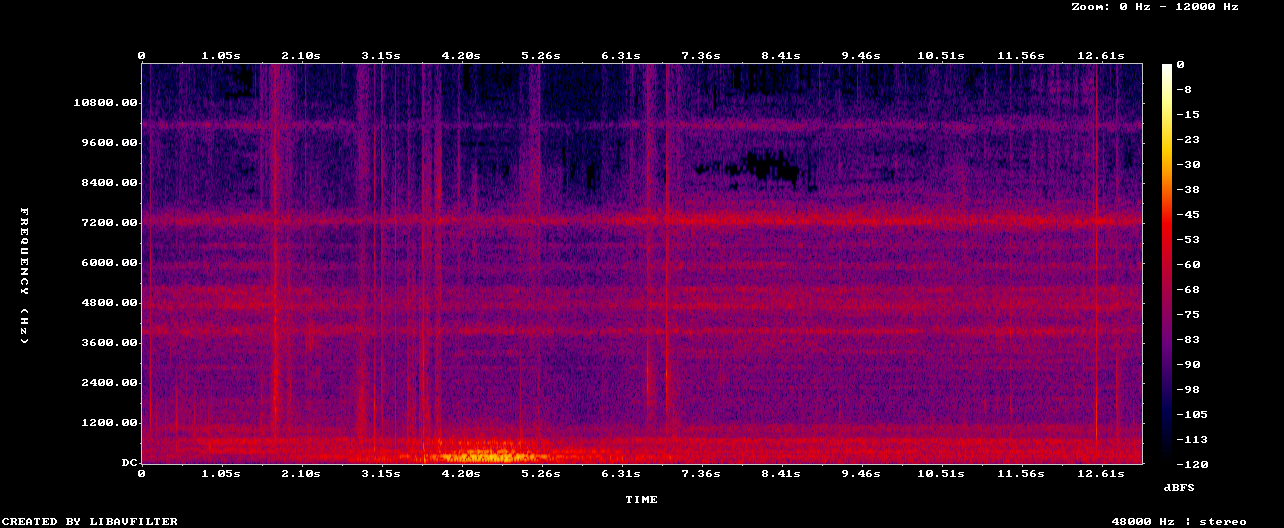 Zoom: 0 Hz - 12000 Hz
0 1.05s 2.10s 3.15s 4.20s 5.26s 6.31s 7.36s 8.41s 9.46s 10.51s 11.56s 12.61s
10800.00
9600.00
8400.00
7200.00
6000.00
4800.00
3600.00
2400.00
1200.00
DC
FREQUENCY (HZ)
0
-8
-15
-23
-30
-38
-45
-53
-60
-68
-75
-83
-90
-98
-105
-113
-120
dBFS
0 1.05s 2.10s 3.15s 4.20s 5.26s 6.31s 7.36s 8.41s 9.46s 10.51s 11.56s 12.61s
TIME
CREATED BY LIBAVFILTER
48000 Hz | stereo